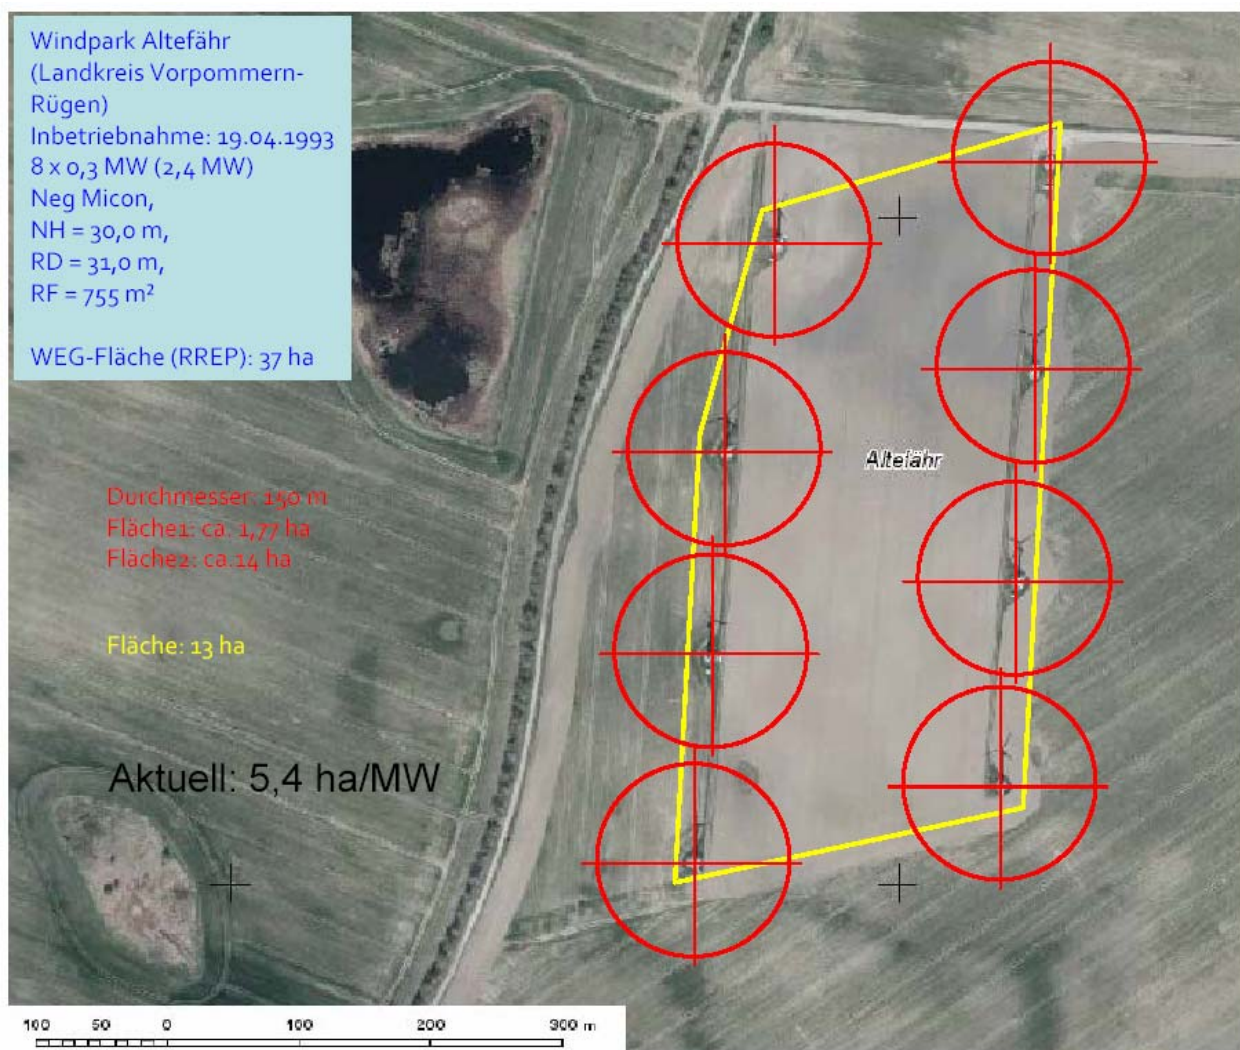 Windpark Altefähr
(Landkreis Vorpommern-
Rügen)
Inbetriebnahme: 19.04.1993
8 x 0,3 MW (2,4 MW)
Neg Micon,
NH = 30,0 m,
RD = 31,0 m,
RF = 755 m²
WEG-Fläche (RREP): 37 ha
Altefähr
Durchmesser: 150 m
Fläche1: ca. 1,77 ha
Fläche2: ca.14 ha
Fläche: 13 ha
Aktuell: 5,4 ha/MW
100 50 0 100 200 300 m